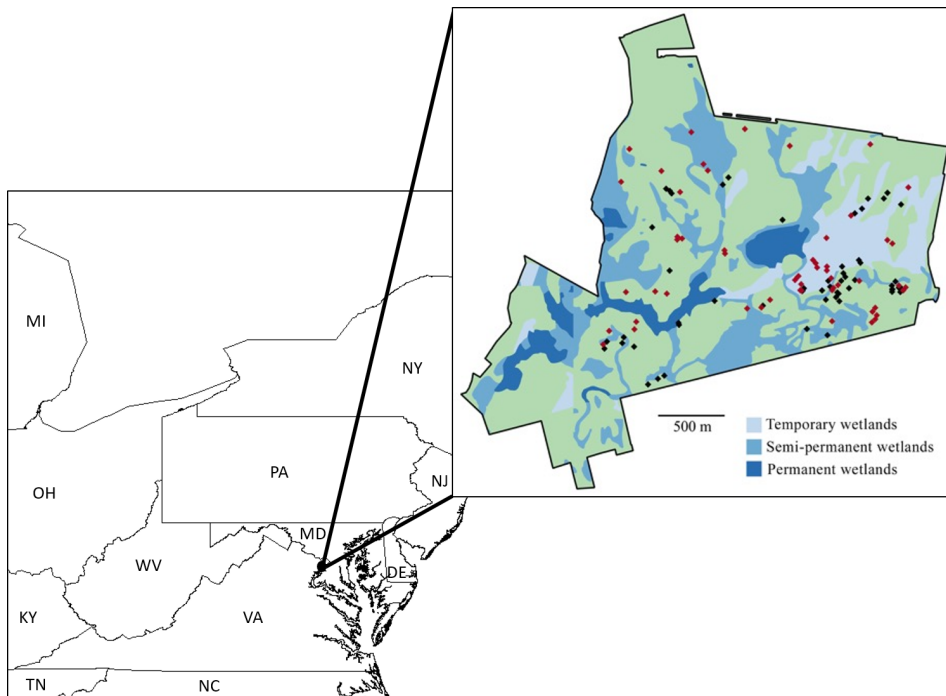 MI
NY
PA
OH
NJ
MD
WV
DE
KY
VA
TN
NC
500 m
Temporary wetlands
Semi-permanent wetlands
Permanent wetlands